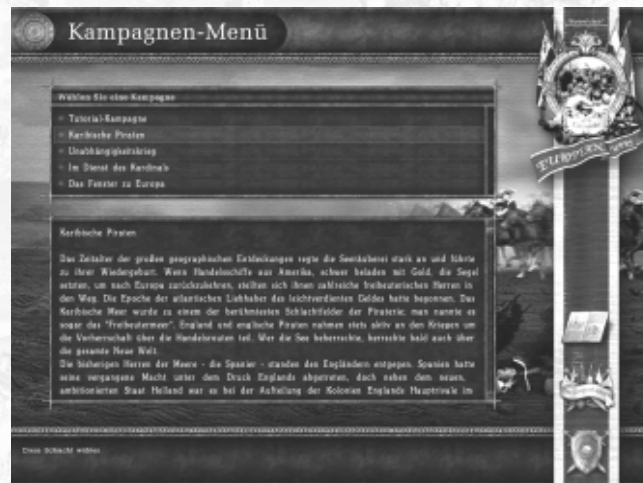 Kampagnen-Menü
Wählen Sie eine Kampagne
Tutorial-Kampagne
Karibische Piraten
Unabhängigkeitskrieg
Im Dienst des Kardinals
Das Fenster zu Europa
Karibische Piraten
Das Zeitalter der großen geographischen Entdeckungen regte die Seeräuberei stark an und führte
zu ihrer Wiedergeburt. Wenn Handelsschiffe aus Amerika, schwer beladen mit Gold, die Segel
setzten, um nach Europa zurückzukehren, stellten sich ihnen zahlreiche freibeuterischen Herren in
den Weg. Die Epoche der atlantischen Liebhaber des leichtverdienten Geldes hatte begonnen. Das
Karibische Meer wurde zu einem der berühmtesten Schlachtfelder der Piraterie; man nannte es
sogar das "Freibeutermeer". England und englische Piraten nahmen stets aktiv an den Kriegen um
die Vorherrschaft über die Handelsrouten teil. Wer die See beherrschte, herrschte bald auch über
die gesamte Neue Welt.
Die bisherigen Herren der Meere - die Spanier - standen den Engländern entgegen. Spanien hatte
seine vergangene Macht unter dem Druck Englands abgetreten, doch neben dem neuen,
ambitionierten Staat Holland war es bei der Aufteilung der Kolonien Englands Hauptrivale im
EUROPEAN
Diese Schlacht wählen